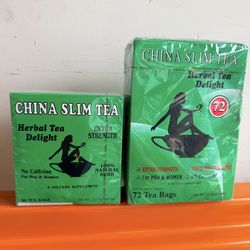 CHINA SLIM TEA
Herbal Tea
Delight
EXTRA
STRENGTH
No Caffeine
For Men & Women
100%
NATURAL
HERB
A DIETARY SUPPLEMENT
36 TEA BAGS
CHINA SLIM TEA
Herbal Tea
Delight
72
EXTRA STRENGTH
FOR MEN & WOMEN
72 Tea Bags